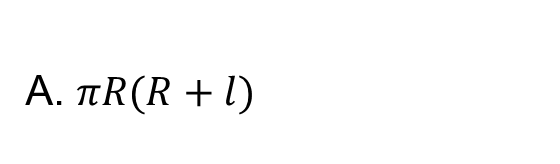 A. 𝜋𝑅(𝑅 + 𝑙)